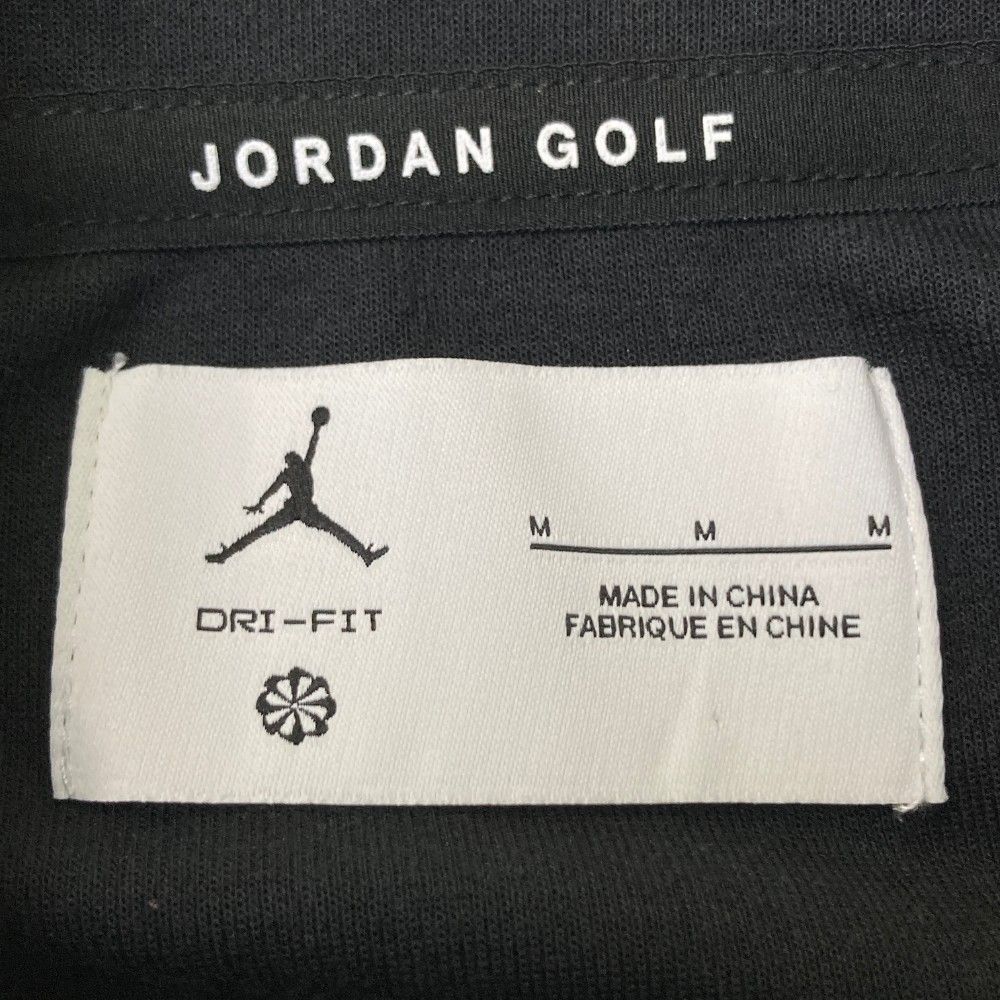 JORDAN GOLF
DRI-FIT
M M M
MADE IN CHINA
FABRIQUE EN CHINE